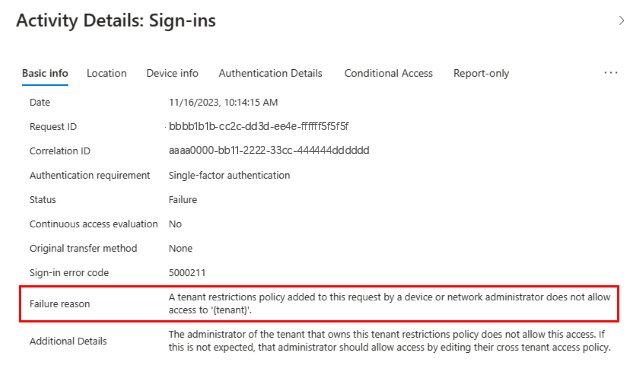 Activity Details: Sign-ins
Basic info Location Device info Authentication Details Conditional Access Report-only ...
Date 11/16/2023, 10:14:15 AM
Request ID bbbb1b1b-cc2c-dd3d-ee4e-ffffff5f5f5f
Correlation ID aaaa0000-bb11-2222-33cc-444444dddddd
Authentication requirement Single-factor authentication
Status Failure
Continuous access evaluation No
Original transfer method None
Sign-in error code 5000211
Failure reason A tenant restrictions policy added to this request by a device or network administrator does not allow
access to '{tenant}'.
Additional Details The administrator of the tenant that owns this tenant restrictions policy does not allow this access. If
this is not expected, that administrator should allow access by editing their cross tenant access policy.